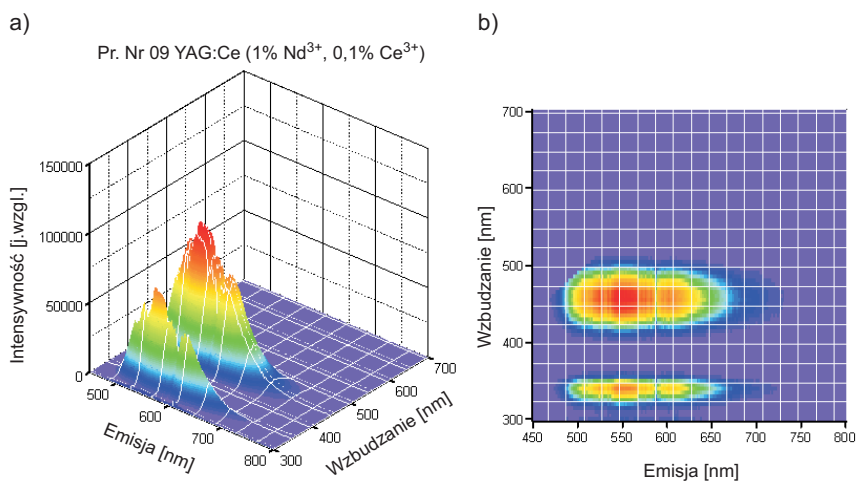 a)
Pr. Nr 09 YAG:Ce (1% Nd³⁺, 0,1% Ce³⁺)
Intensywność [j.wzgl.]
150000
100000
50000
0
500
600
700
800
Emisja [nm]
300
400
500
600
700
Wzbudzanie [nm]
b)
Wzbudzanie [nm]
700
600
500
400
300
450 500 550 600 650 700 750 800
Emisja [nm]